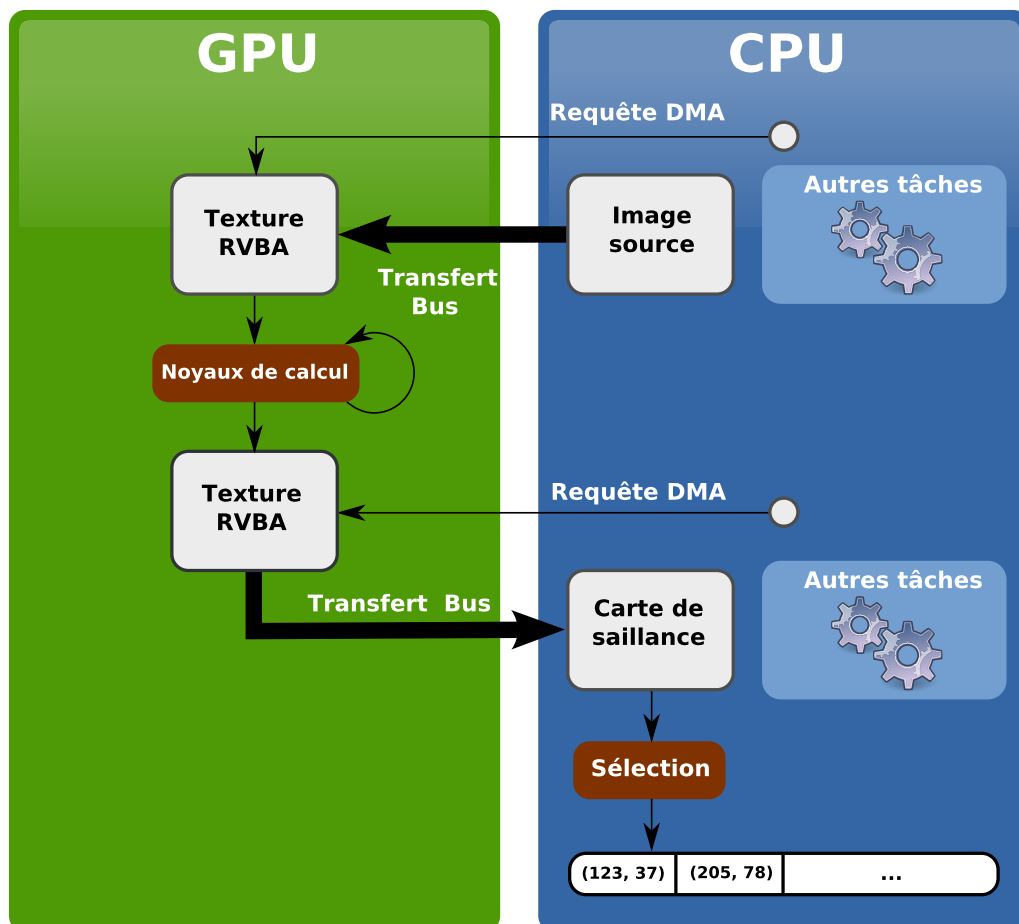 GPU
CPU
Requête DMA
Texture
RVBA
Image
source
Autres tâches
Transfert
Bus
Noyaux de calcul
Texture
RVBA
Requête DMA
Transfert Bus
Carte de
saillance
Autres tâches
Sélection
(123, 37)
(205, 78)
...